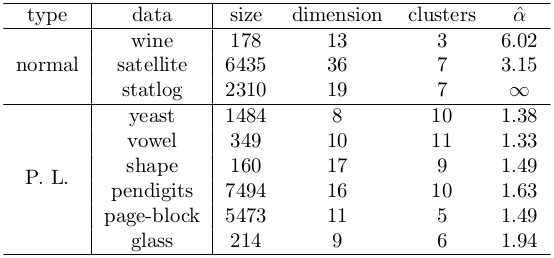 type data size dimension clusters α̂
wine 178 13 3 6.02
normal satellite 6435 36 7 3.15
statlog 2310 19 7 ∞
yeast 1484 8 10 1.38
vowel 349 10 11 1.33
shape 160 17 9 1.49
P. L. pendigits 7494 16 10 1.63
page-block 5473 11 5 1.49
glass 214 9 6 1.94